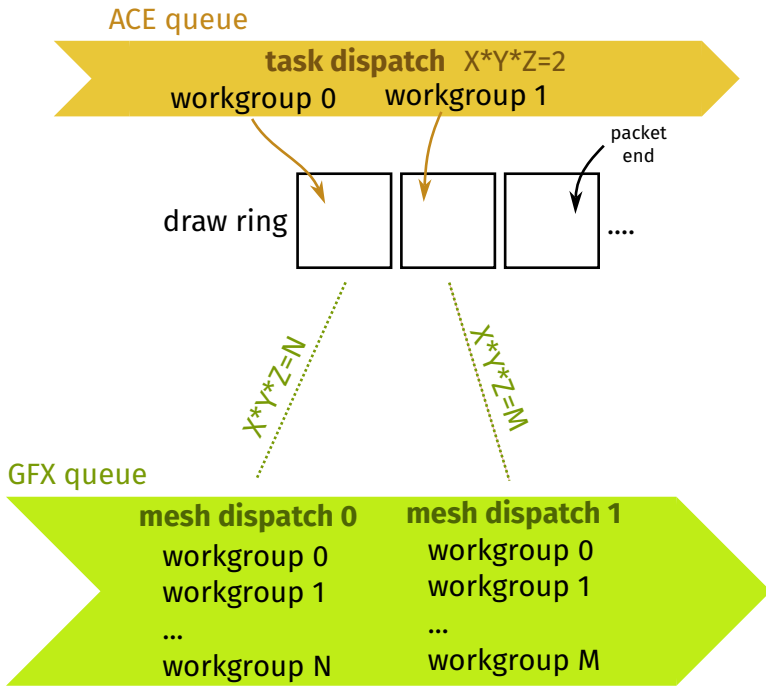 ACE queue
task dispatch X*Y*Z=2
workgroup 0 workgroup 1
packet
end
draw ring ....
X*Y*Z=N X*Y*Z=M
GFX queue
mesh dispatch 0
workgroup 0
workgroup 1
...
workgroup N
mesh dispatch 1
workgroup 0
workgroup 1
...
workgroup M